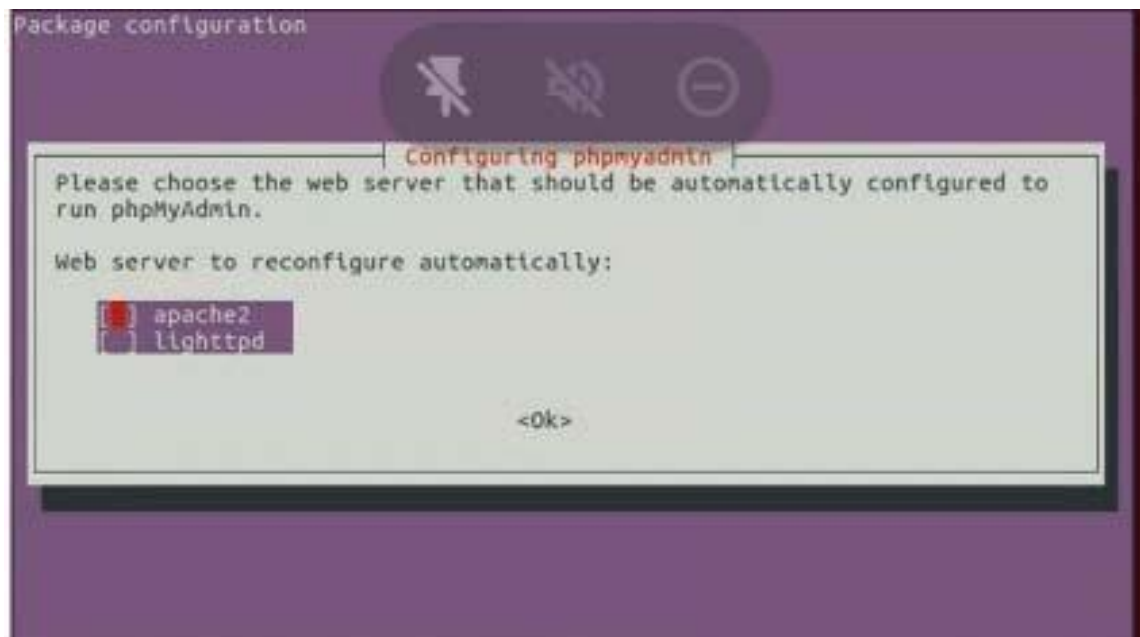 Package configuration
Configuring phpmyadmin
Please choose the web server that should be automatically configured to
run phpMyAdmin.
Web server to reconfigure automatically:
[ ] apache2
[ ] lighttpd
<Ok>